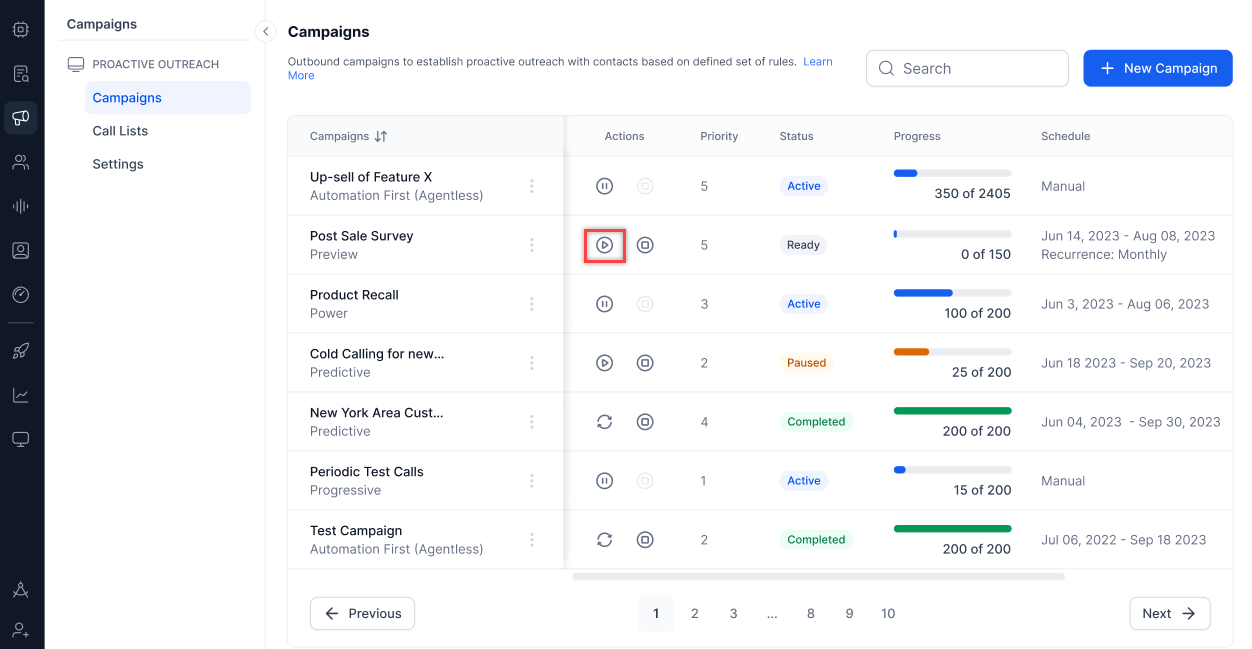 Campaigns
PROACTIVE OUTREACH
Campaigns
Call Lists
Settings
Campaigns
Outbound campaigns to establish proactive outreach with contacts based on defined set of rules. Learn
More
Search
New Campaign
Campaigns Actions Priority Status Progress Schedule
Up-sell of Feature X
Automation First (Agentless)
5 Active 350 of 2405 Manual
Post Sale Survey
Preview
5 Ready 0 of 150
Jun 14, 2023 - Aug 08, 2023
Recurrence: Monthly
Product Recall
Power
3 Active 100 of 200 Jun 3, 2023 - Aug 06, 2023
Cold Calling for new...
Predictive
2 Paused 25 of 200 Jun 18 2023 - Sep 20, 2023
New York Area Cust...
Predictive
4 Completed 200 of 200 Jun 04, 2023 - Sep 30, 2023
Periodic Test Calls
Progressive
1 Active 15 of 200 Manual
Test Campaign
Automation First (Agentless)
2 Completed 200 of 200 Jul 06, 2022 - Sep 18 2023
Previous 1 2 3 ... 8 9 10 Next